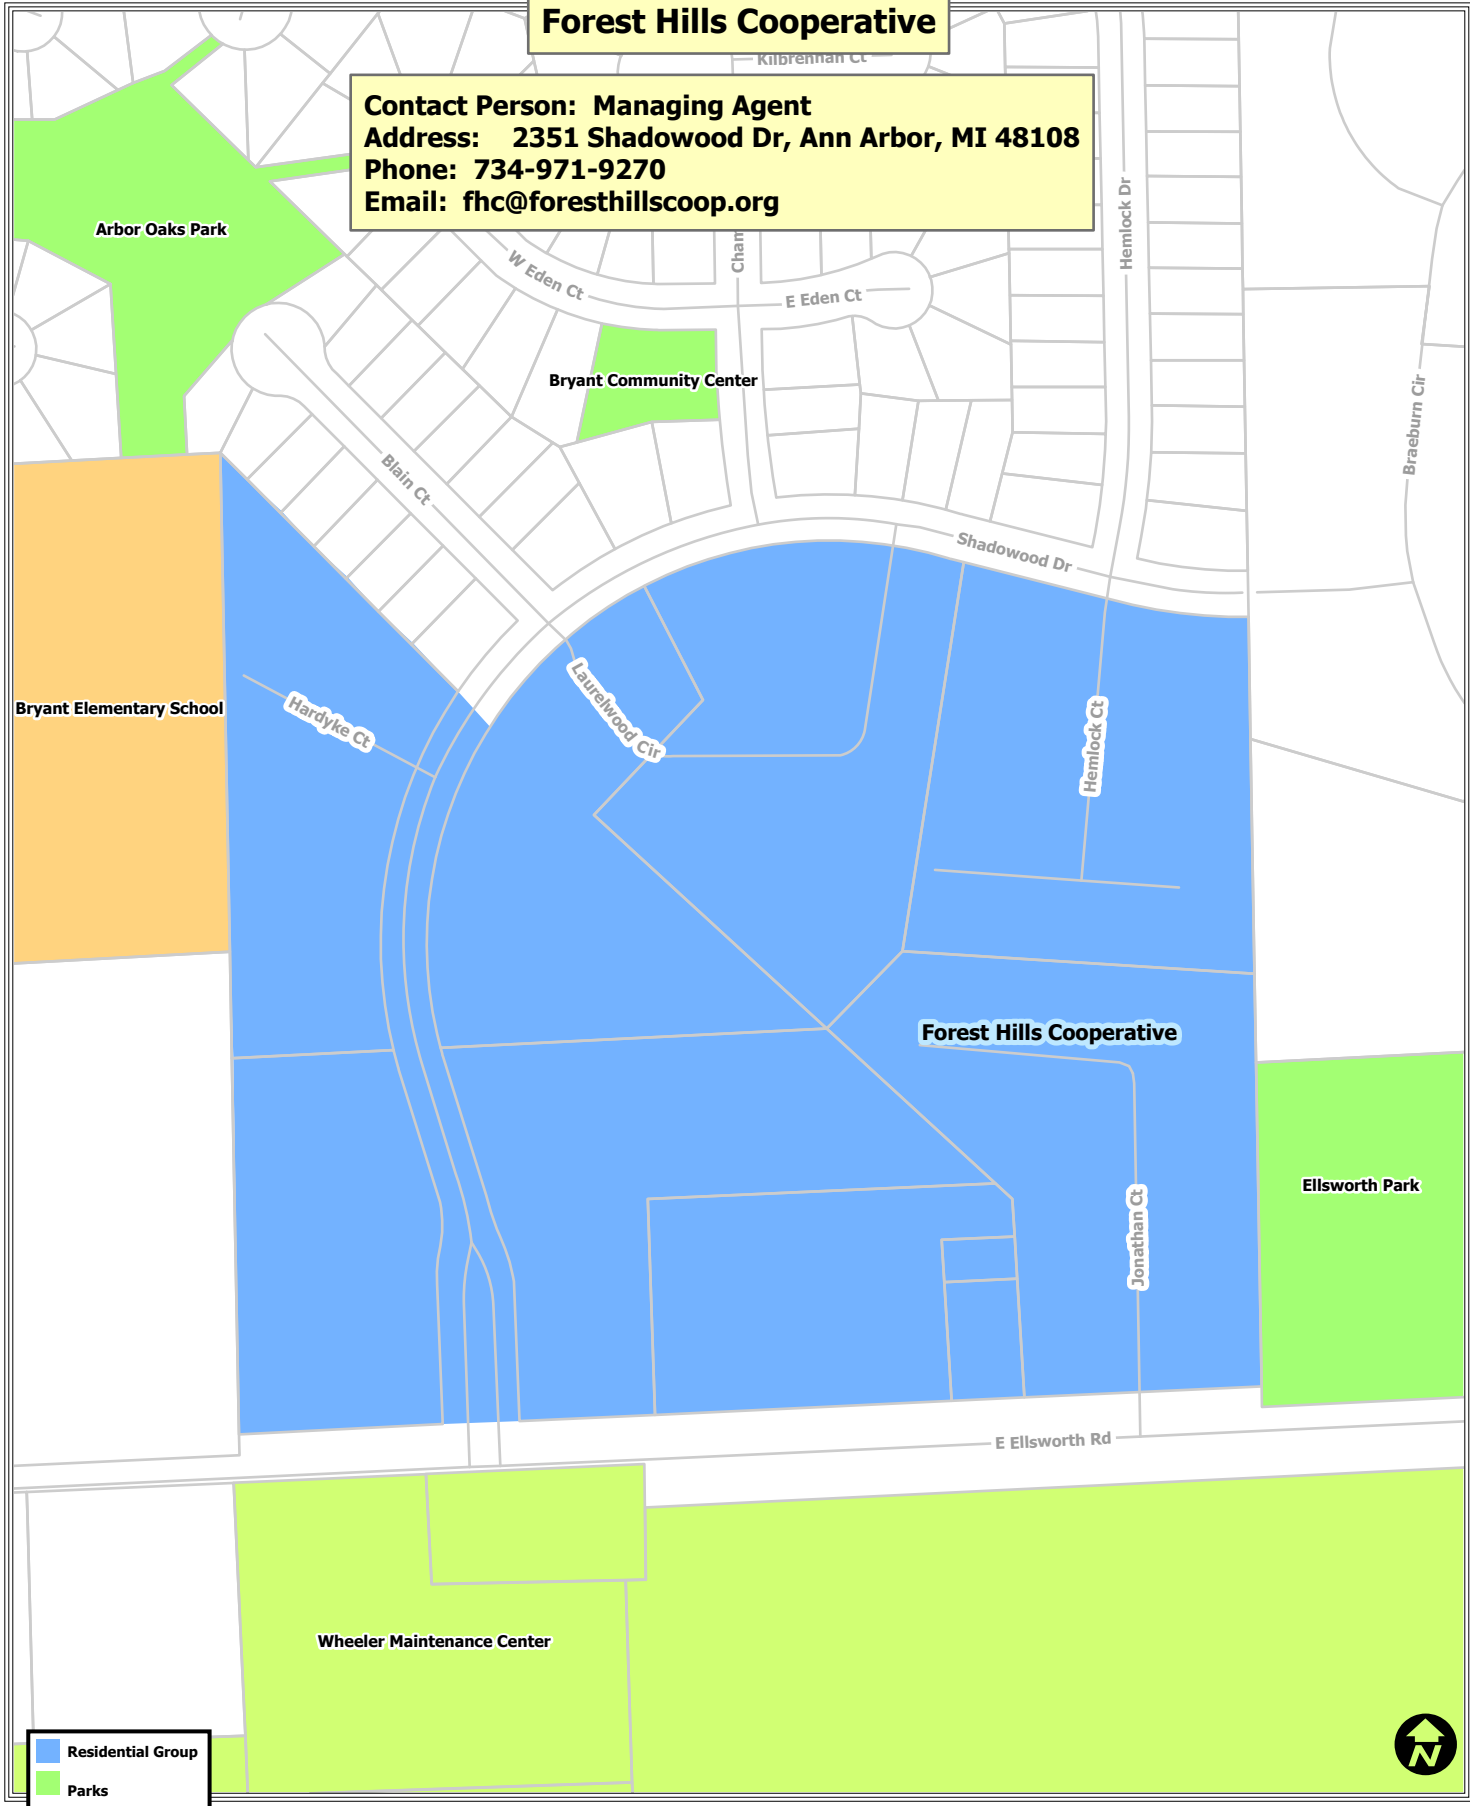 Forest Hills Cooperative
Kilbrennan Ct
Contact Person: Managing Agent
Address: 2351 Shadowood Dr, Ann Arbor, MI 48108
Phone: 734-971-9270
Email: fhc@foresthillscoop.org
Arbor Oaks Park
Hemlock Dr
Cham
W Eden Ct
E Eden Ct
Bryant Community Center
Braeburn Cir
Blain Ct
Shadowood Dr
Bryant Elementary School
Hardyke Ct
Laurelwood Cir
Hemlock Ct
Forest Hills Cooperative
Ellsworth Park
Jonathan Ct
E Ellsworth Rd
Wheeler Maintenance Center
Residential Group
Parks
N